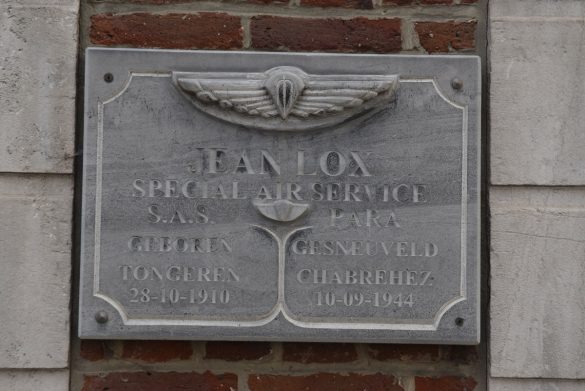 JEAN LOX
SPECIAL AIR SERVICE
S.A.S. PARA
GEBOREN
TONGEREN
28-10-1910
GESNEUVELD
CHABREHEZ
10-09-1944